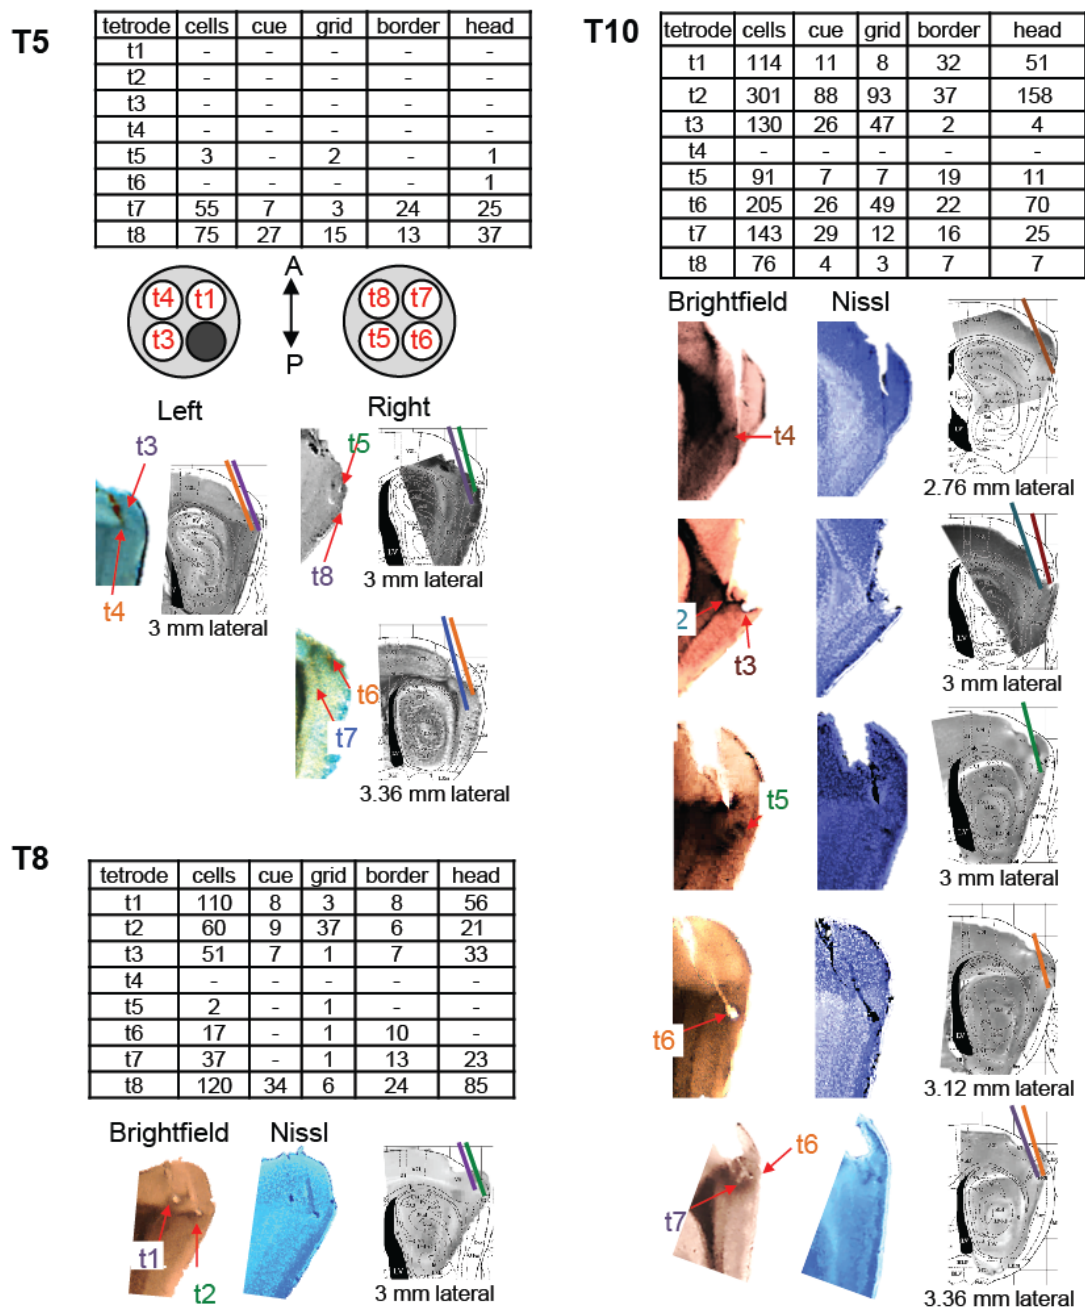 T5
tetrode cells cue grid border head
t1 - - - - -
t2 - - - - -
t3 - - - - -
t4 - - - - -
t5 3 - 2 - 1
t6 - - - - 1
t7 55 7 3 24 25
t8 75 27 15 13 37
A
P
t4 t1
t3
t8 t7
t5 t6
Left
Right
t3
t4
3 mm lateral
t5
t8
3 mm lateral
t6
t7
3.36 mm lateral
T8
tetrode cells cue grid border head
t1 110 8 3 8 56
t2 60 9 37 6 21
t3 51 7 1 7 33
t4 - - - - -
t5 2 - 1 - -
t6 17 - 1 10 -
t7 37 - 1 13 23
t8 120 34 6 24 85
Brightfield Nissl
t1
t2
LV
3 mm lateral
T10
tetrode cells cue grid border head
t1 114 11 8 32 51
t2 301 88 93 37 158
t3 130 26 47 2 4
t4 - - - - -
t5 91 7 7 19 11
t6 205 26 49 22 70
t7 143 29 12 16 25
t8 76 4 3 7 7
Brightfield Nissl
t4
LV
2.76 mm lateral
2
t3
LV
3 mm lateral
t5
LV
3 mm lateral
t6
LV
3.12 mm lateral
t6
t7
LV
3.36 mm lateral